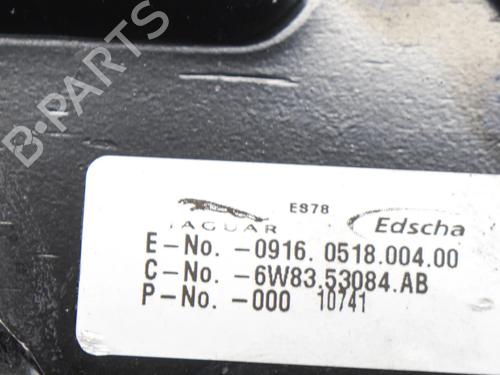 B-PARTS
ES78
JAGUAR
Edscha
E-No. -0916. 0518.004.00
C-No. -6W83.53084.AB
P-No. -000 10741